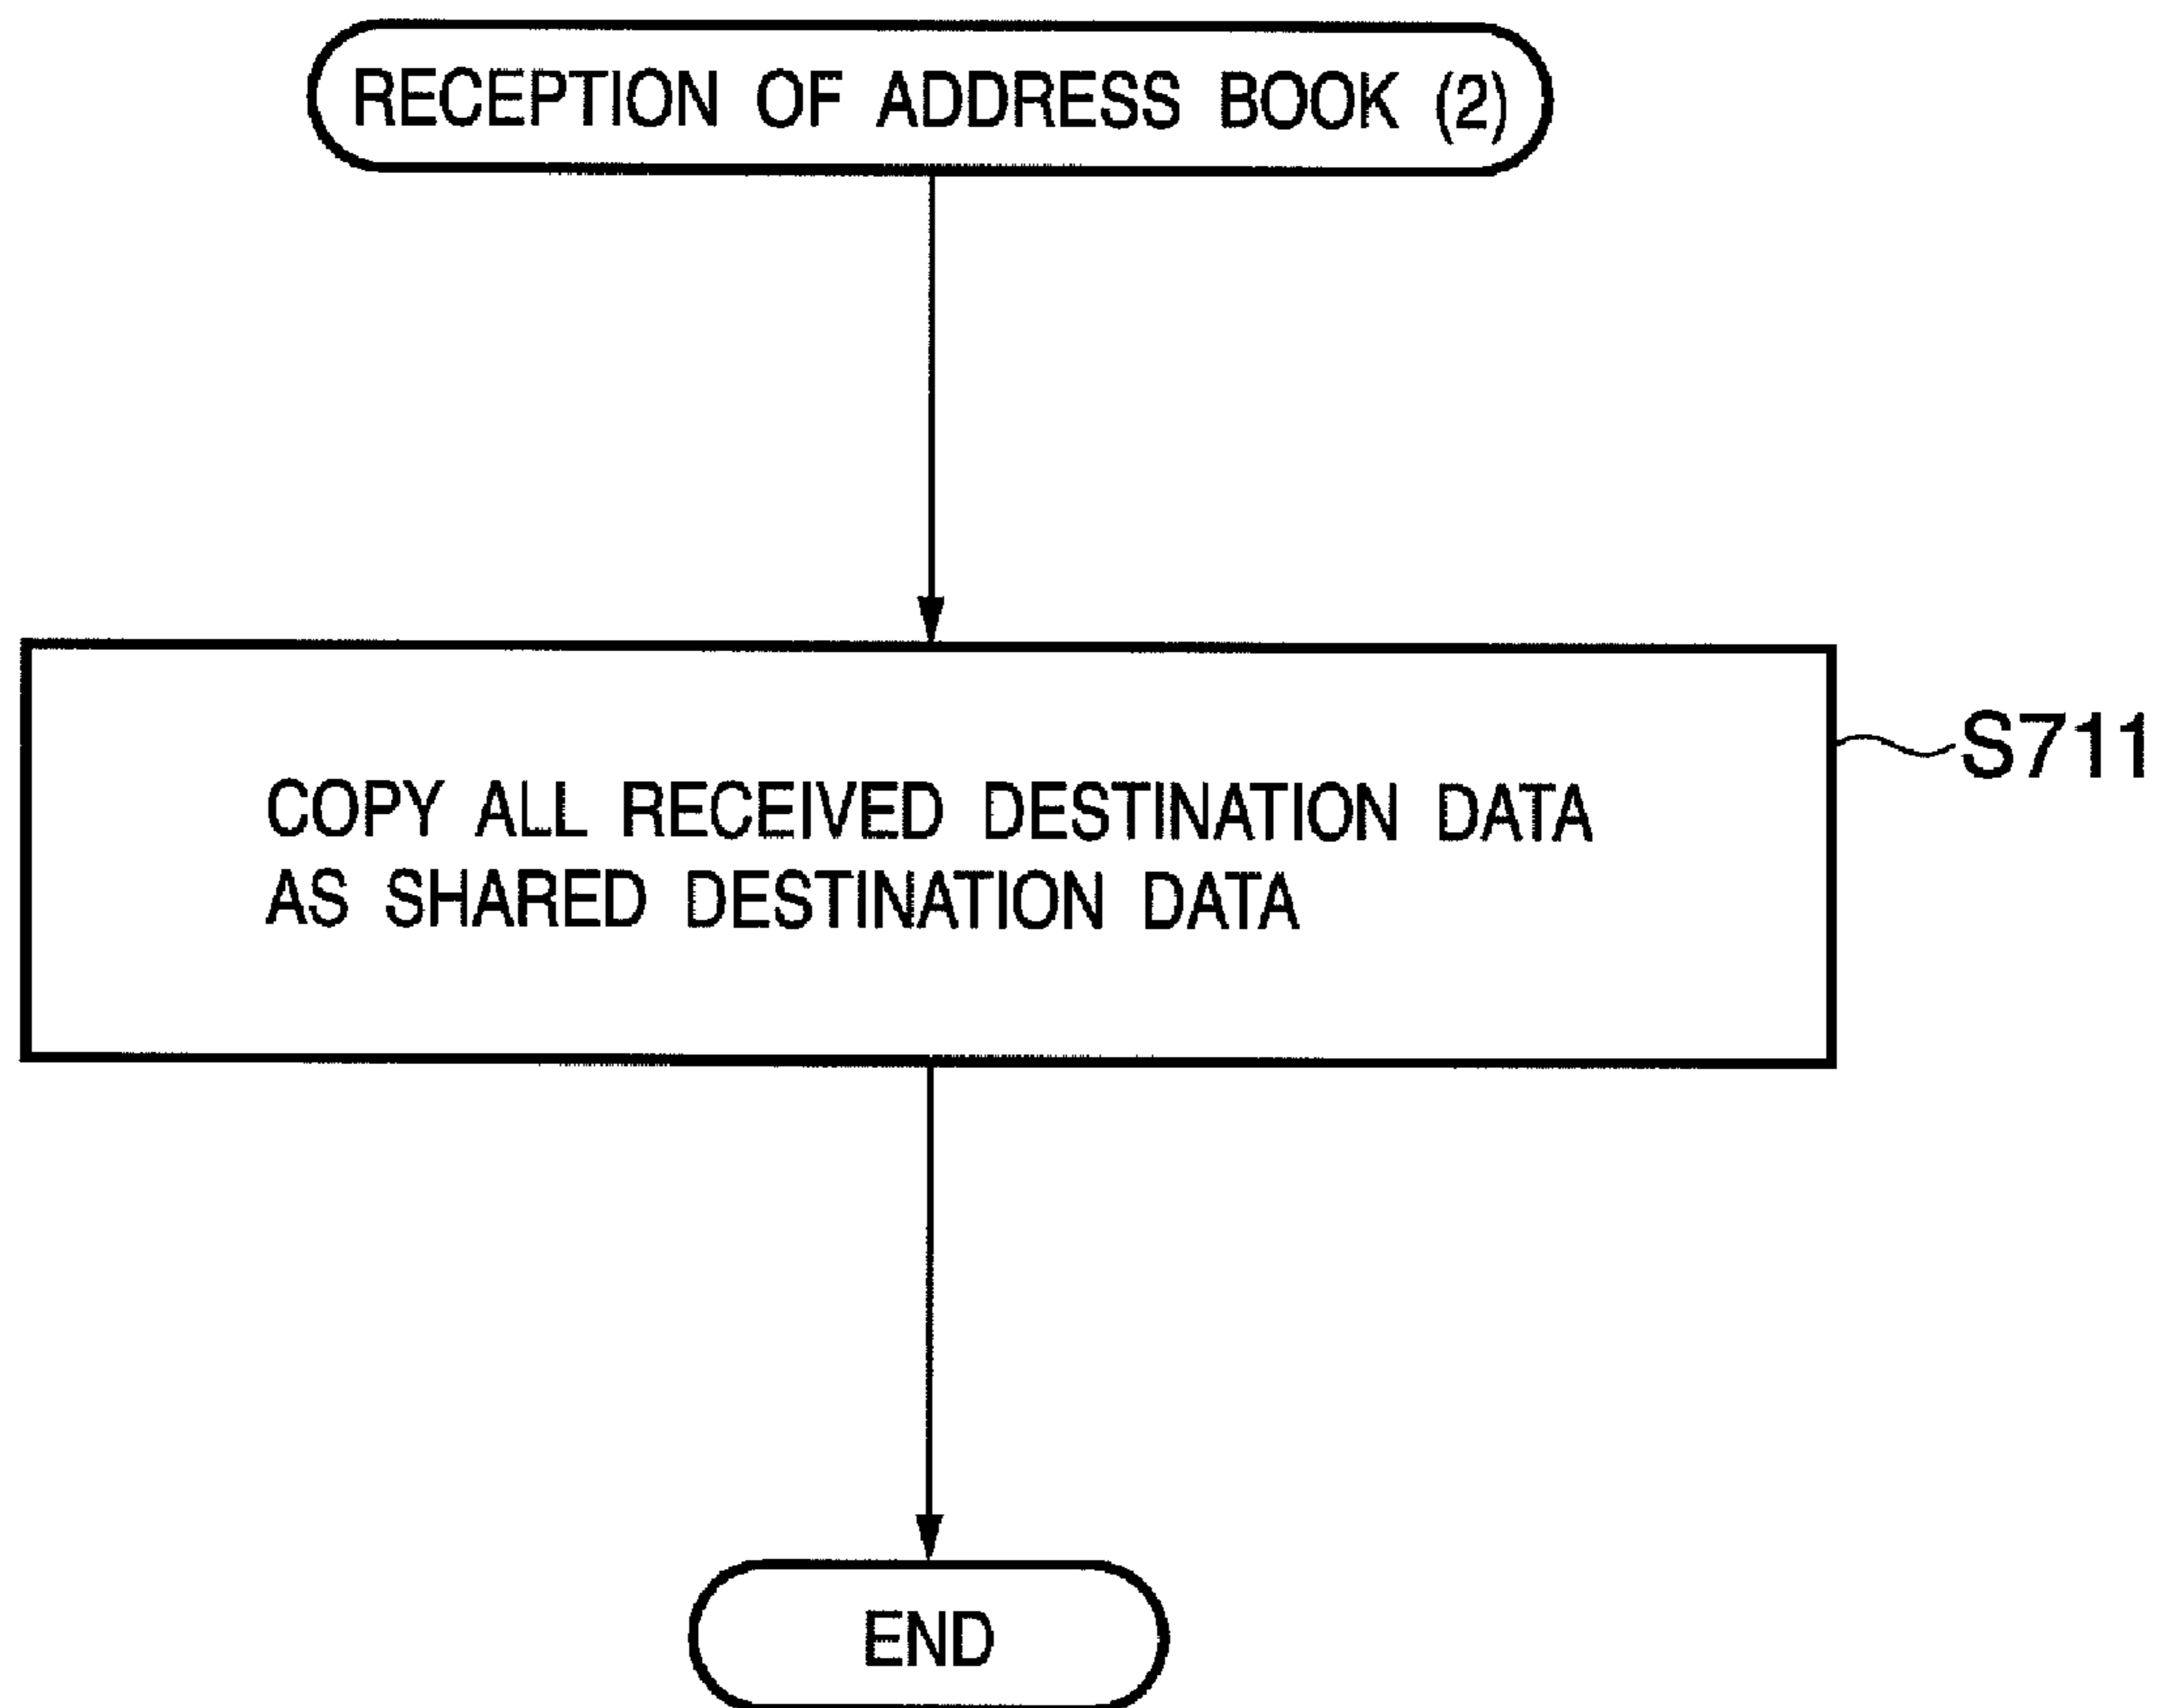 RECEPTION OF ADDRESS BOOK (2)
S711
COPY ALL RECEIVED DESTINATION DATA
AS SHARED DESTINATION DATA
END